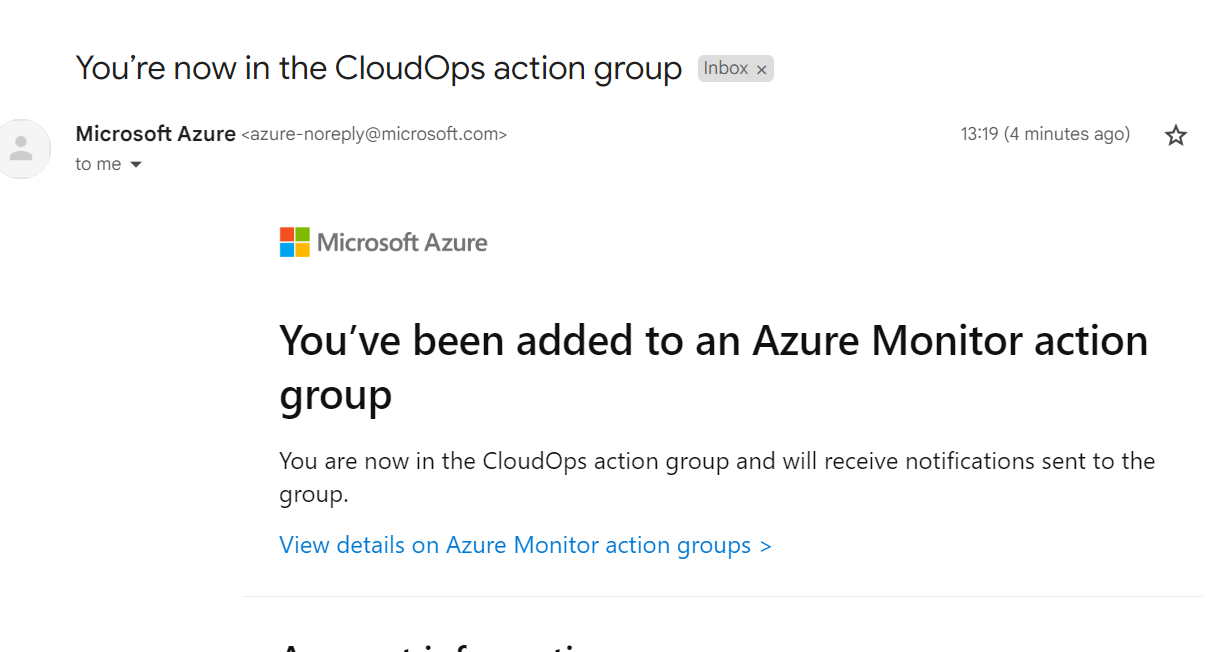 You’re now in the CloudOps action group Inbox ×
Microsoft Azure <azure-noreply@microsoft.com> 13:19 (4 minutes ago)
to me
Microsoft Azure
You’ve been added to an Azure Monitor action
group
You are now in the CloudOps action group and will receive notifications sent to the
group.
View details on Azure Monitor action groups >